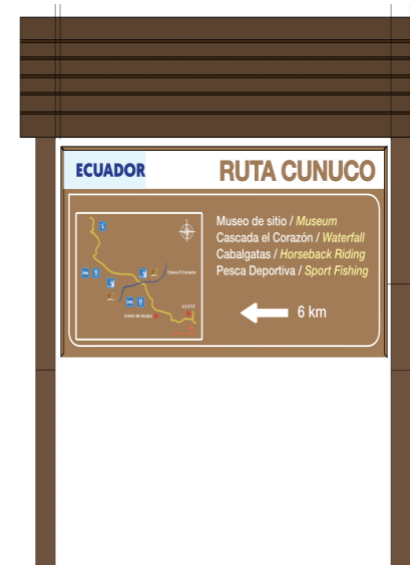 ECUADOR
RUTA CUNUCO
Museo de sitio / Museum
Cascada el Corazón / Waterfall
Cabalgatas / Horseback Riding
Pesca Deportiva / Sport Fishing
6 km